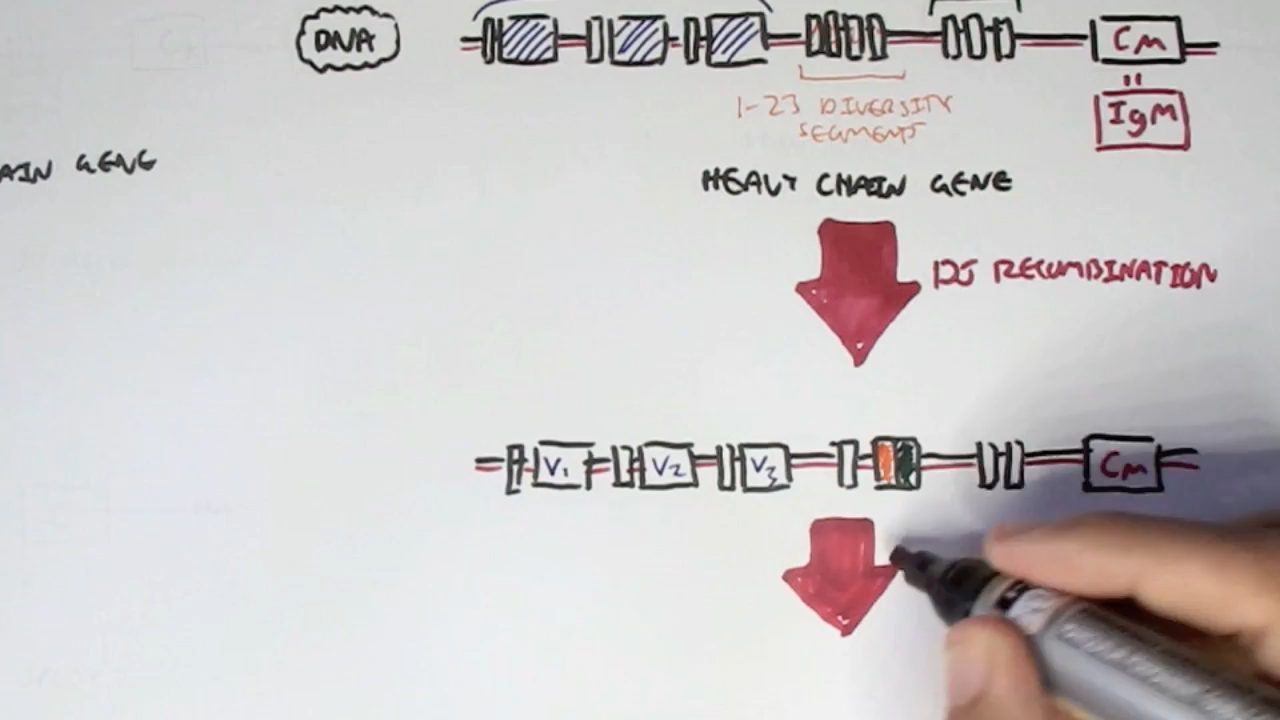 DNA
CM
IgM
1-23 DIVERSITY
SEGMENTS
AIN GENE
HEAVY CHAIN GENE
DJ RECOMBINATION
V1
V2
V3
CM